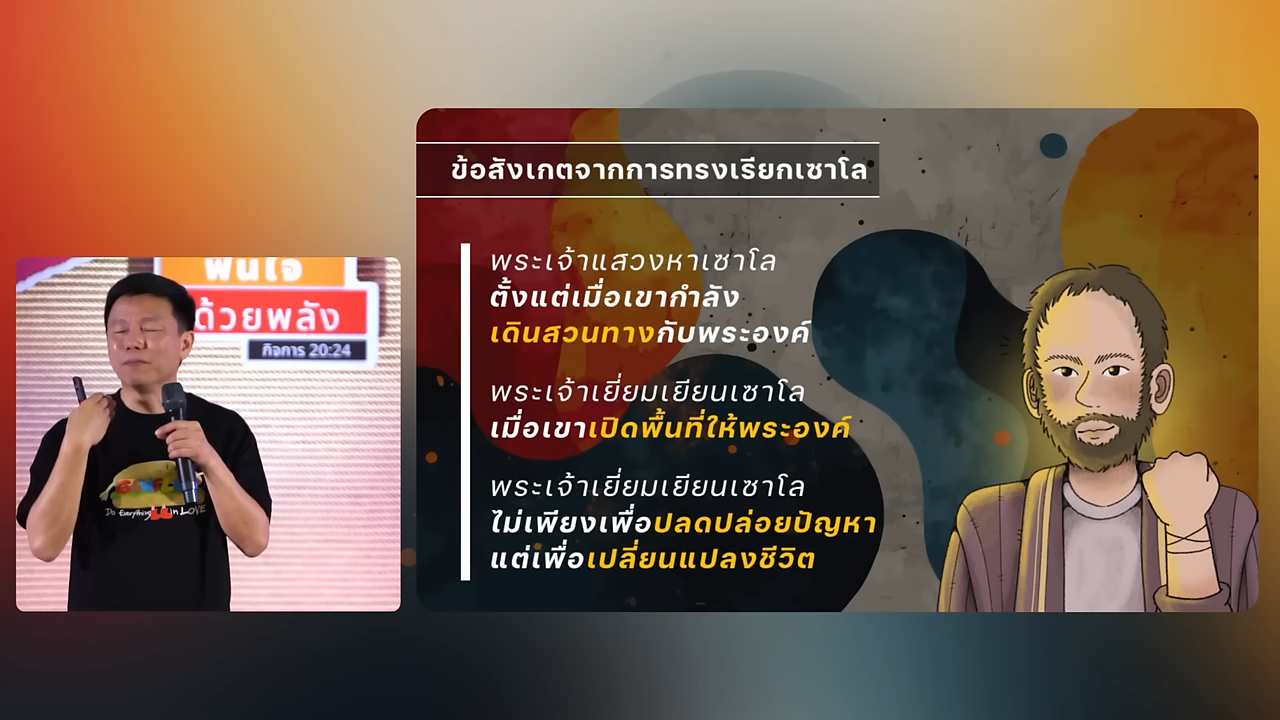 พันใจ
ด้วยพลัง
กิจการ 20:24
Do Everything in LOVE
ข้อสังเกตจากการทรงเรียกเซาโล
พระเจ้าแสวงหาเซาโล
ตั้งแต่เมื่อเขากำลัง
เดินสวนทางกับพระองค์
พระเจ้าเยี่ยมเยียนเซาโล
เมื่อเขาเปิดพื้นที่ให้พระองค์
พระเจ้าเยี่ยมเยียนเซาโล
ไม่เพียงเพื่อปลดปล่อยปัญหา
แต่เพื่อเปลี่ยนแปลงชีวิต